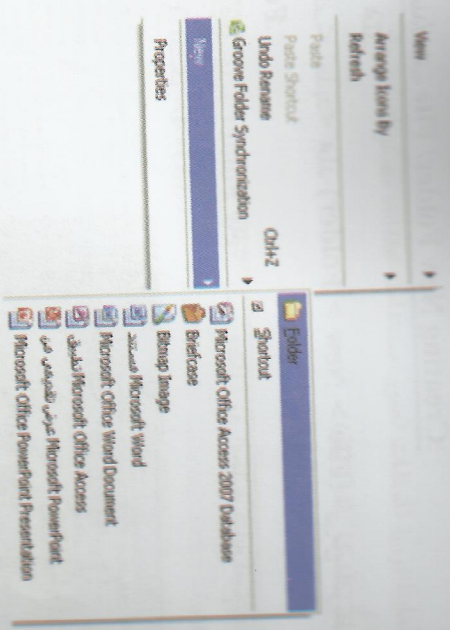 View
Arrange Icons By
Refresh
Paste
Paste Shortcut
Undo Rename Ctrl+Z
Groove Folder Synchronization
New
Properties
Folder
Shortcut
Microsoft Office Access 2007 Database
Briefcase
Bitmap Image
مستند Microsoft Word
Microsoft Office Word Document
تطبيق Microsoft Office Access
عرض تقديمي من Microsoft PowerPoint
Microsoft Office PowerPoint Presentation